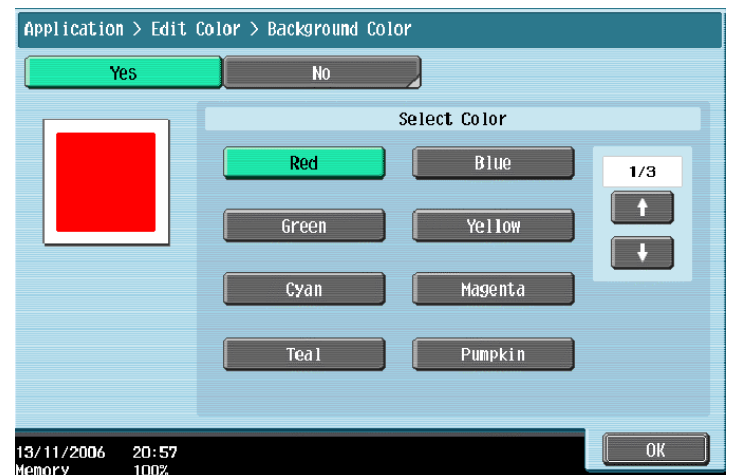 Application > Edit Color > Background Color
Yes No
Select Color
Red Blue
1/3
Green Yellow
Cyan Magenta
Teal Pumpkin
13/11/2006 20:57
OK
Memory 100%